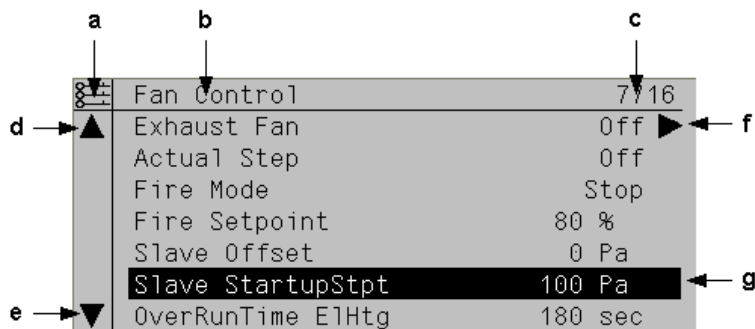 a b c
Fan Control 7/16
d Exhaust Fan Off f
Actual Step Off
Fire Mode Stop
Fire Setpoint 80 %
Slave Offset 0 Pa
Slave StartupStpt 100 Pa g
e OverRunTime ElHtg 180 sec